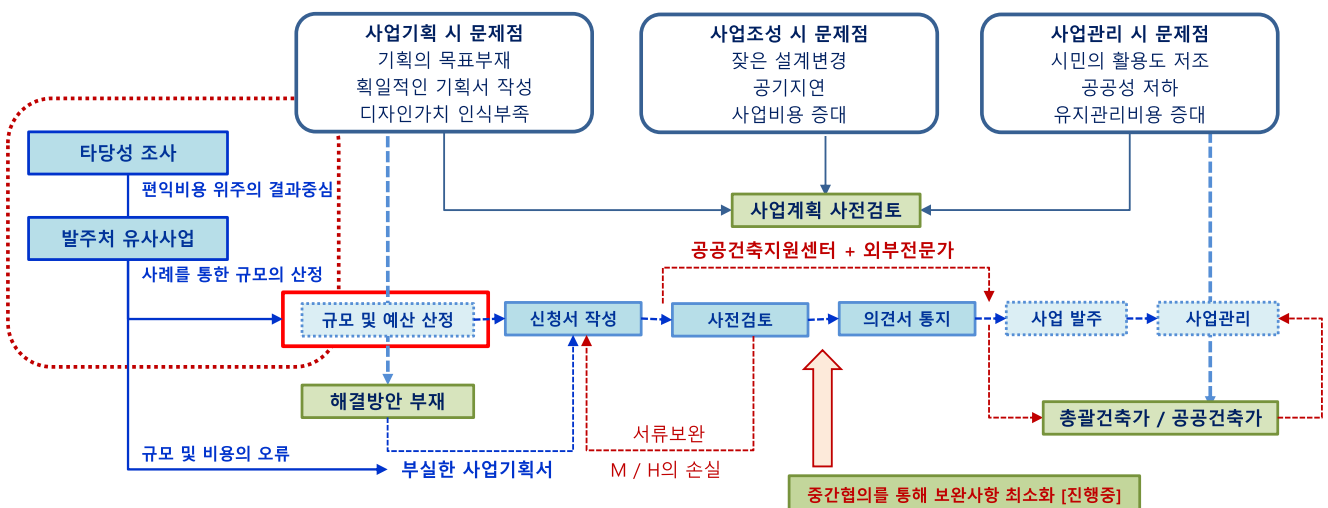 사업기획 시 문제점
기획의 목표부재
획일적인 기획서 작성
디자인가치 인식부족
사업조성 시 문제점
잦은 설계변경
공기지연
사업비용 증대
사업관리 시 문제점
시민의 활용도 저조
공공성 저하
유지관리비용 증대
타당성 조사
편익비용 위주의 결과중심
발주처 유사사업
사례를 통한 규모의 산정
사업계획 사전검토
공공건축지원센터 + 외부전문가
규모 및 예산 산정
신청서 작성
사전검토
의견서 통지
사업 발주
사업관리
해결방안 부재
총괄건축가 / 공공건축가
서류보완
M / H의 손실
규모 및 비용의 오류
부실한 사업기획서
중간협의를 통해 보완사항 최소화 [진행중]